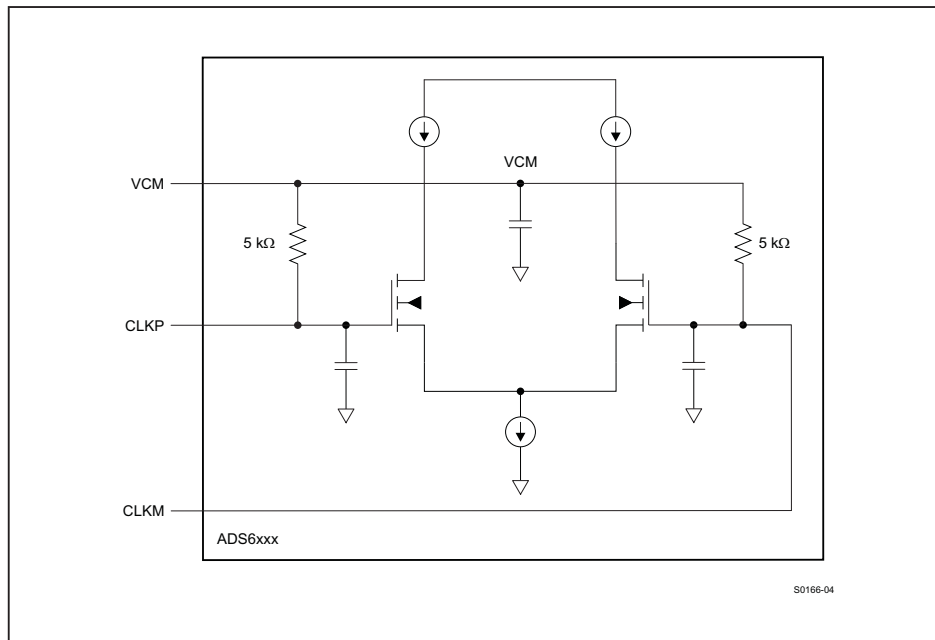 VCM
VCM
5 kΩ
5 kΩ
CLKP
CLKM
ADS6xxx
S0166-04